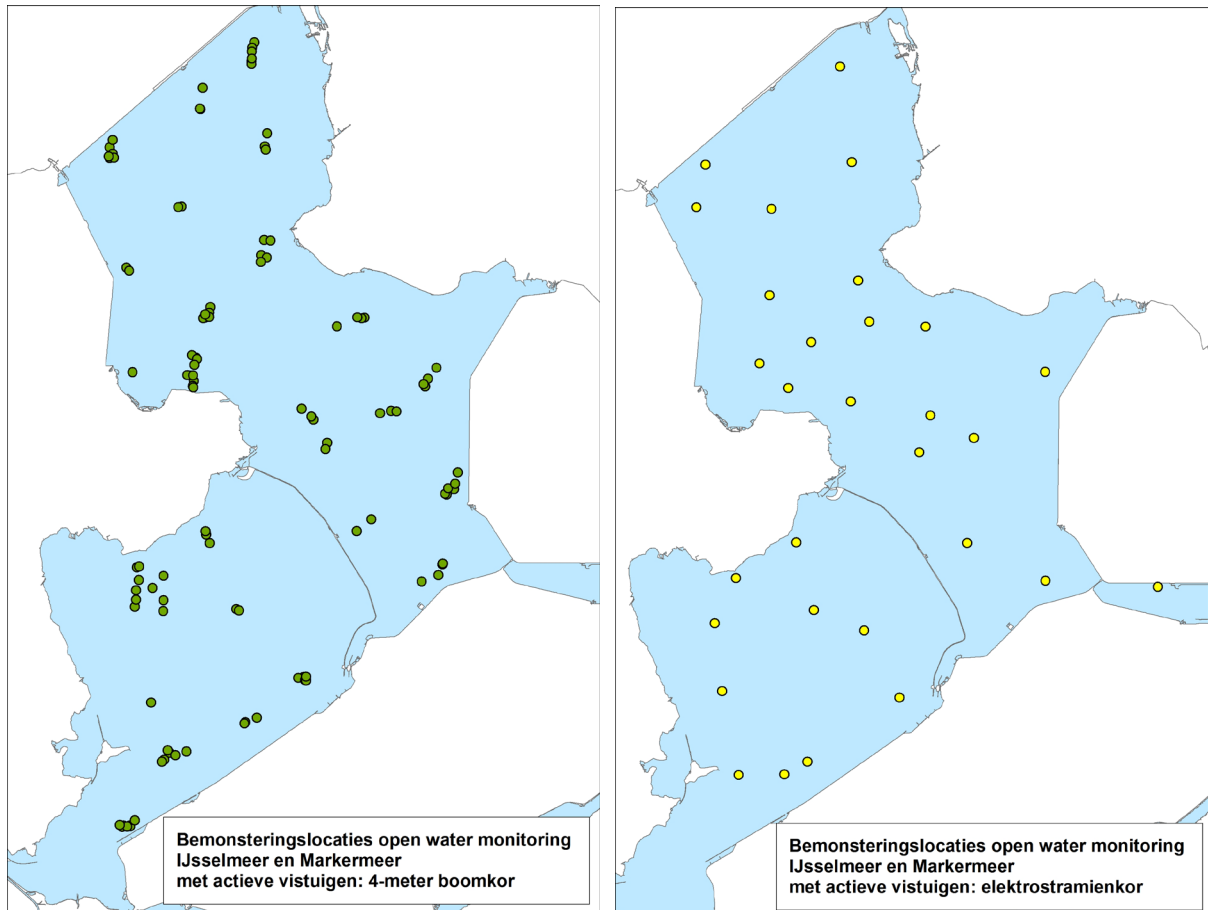 Bemonsteringslocaties open water monitoring
IJsselmeer en Markermeer
met actieve vistuigen: 4-meter boomkor
Bemonsteringslocaties open water monitoring
IJsselmeer en Markermeer
met actieve vistuigen: elektrostramienkor